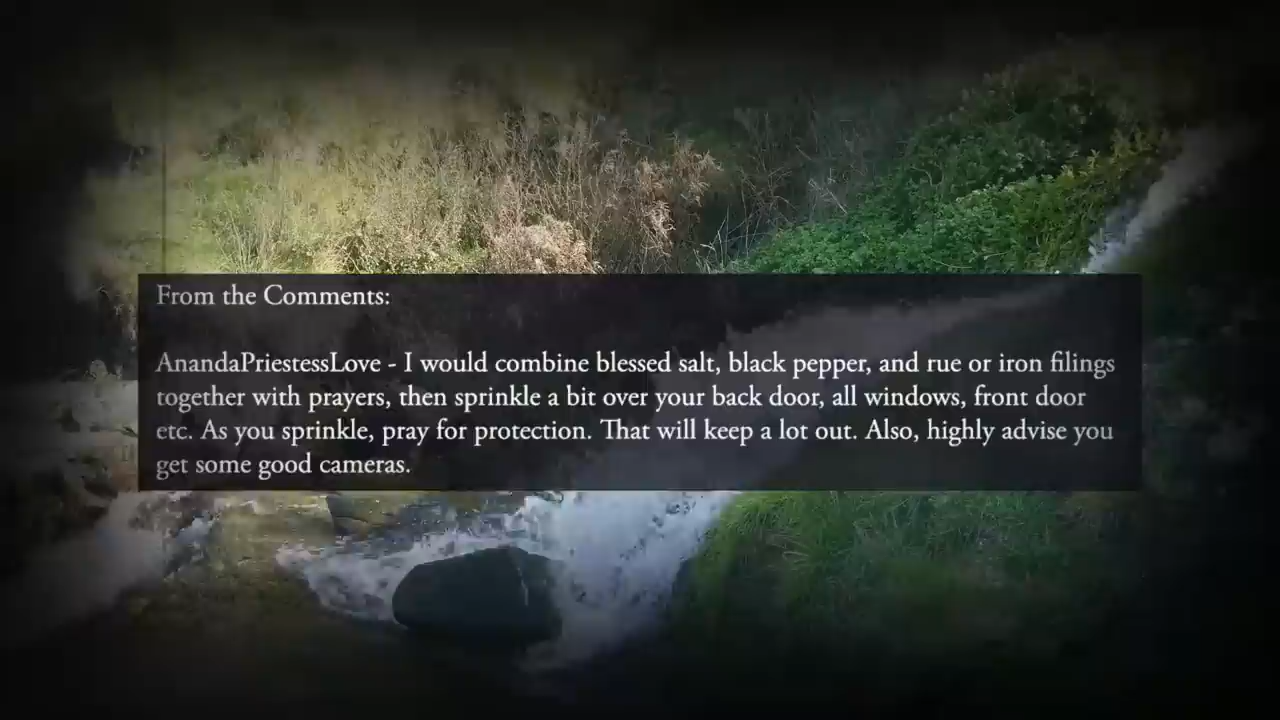 From the Comments:
AnandaPriestessLove - I would combine blessed salt, black pepper, and rue or iron filings
together with prayers, then sprinkle a bit over your back door, all windows, front door
etc. As you sprinkle, pray for protection. That will keep a lot out. Also, highly advise you
get some good cameras.